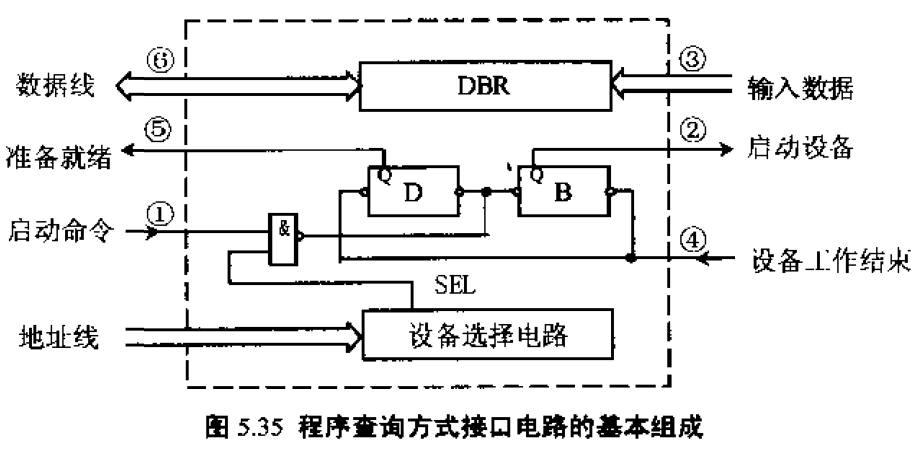 ⑥ ③
数据线 DBR 输入数据
⑤ ②
准备就绪 Q D Q B 启动设备
① &
启动命令 ④
设备工作结束
SEL
地址线 设备选择电路
图 5.35 程序查询方式接口电路的基本组成